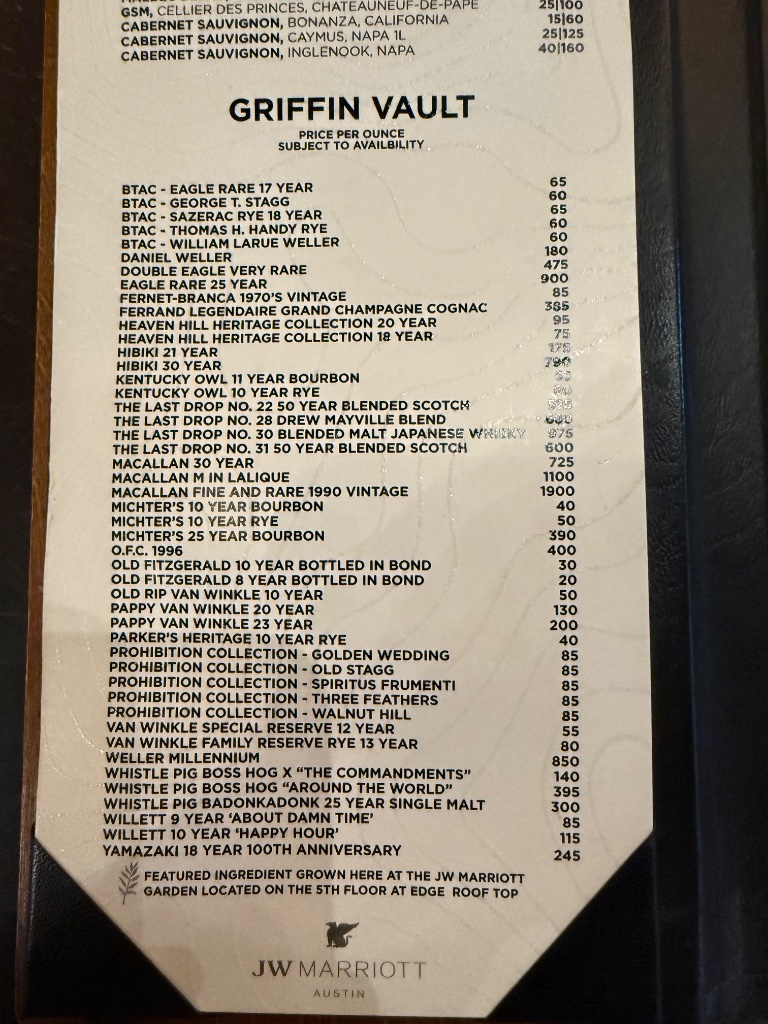 GSM, CELLIER DES PRINCES, CHATEAUNEUF-DE-PAPE 25|100
CABERNET SAUVIGNON, BONANZA, CALIFORNIA 15|60
CABERNET SAUVIGNON, CAYMUS, NAPA 1L 25|125
CABERNET SAUVIGNON, INGLENOOK, NAPA 40|160
GRIFFIN VAULT
PRICE PER OUNCE
SUBJECT TO AVAILBILITY
BTAC - EAGLE RARE 17 YEAR 65
BTAC - GEORGE T. STAGG 60
BTAC - SAZERAC RYE 18 YEAR 65
BTAC - THOMAS H. HANDY RYE 60
BTAC - WILLIAM LARUE WELLER 60
DANIEL WELLER 180
DOUBLE EAGLE VERY RARE 475
EAGLE RARE 25 YEAR 900
FERNET-BRANCA 1970'S VINTAGE 85
FERRAND LEGENDAIRE GRAND CHAMPAGNE COGNAC 385
HEAVEN HILL HERITAGE COLLECTION 20 YEAR 95
HEAVEN HILL HERITAGE COLLECTION 18 YEAR 75
HIBIKI 21 YEAR 175
HIBIKI 30 YEAR 790
KENTUCKY OWL 11 YEAR BOURBON
KENTUCKY OWL 10 YEAR RYE
THE LAST DROP NO. 22 50 YEAR BLENDED SCOTCH
THE LAST DROP NO. 28 DREW MAYVILLE BLEND
THE LAST DROP NO. 30 BLENDED MALT JAPANESE WHISKY
THE LAST DROP NO. 31 50 YEAR BLENDED SCOTCH 600
MACALLAN 30 YEAR 725
MACALLAN M IN LALIQUE 1100
MACALLAN FINE AND RARE 1990 VINTAGE 1900
MICHTER'S 10 YEAR BOURBON 40
MICHTER'S 10 YEAR RYE 50
MICHTER'S 25 YEAR BOURBON 390
O.F.C. 1996 400
OLD FITZGERALD 10 YEAR BOTTLED IN BOND 30
OLD FITZGERALD 8 YEAR BOTTLED IN BOND 20
OLD RIP VAN WINKLE 10 YEAR 50
PAPPY VAN WINKLE 20 YEAR 130
PAPPY VAN WINKLE 23 YEAR 200
PARKER'S HERITAGE 10 YEAR RYE 40
PROHIBITION COLLECTION - GOLDEN WEDDING 85
PROHIBITION COLLECTION - OLD STAGG 85
PROHIBITION COLLECTION - SPIRITUS FRUMENTI 85
PROHIBITION COLLECTION - THREE FEATHERS 85
PROHIBITION COLLECTION - WALNUT HILL 85
VAN WINKLE SPECIAL RESERVE 12 YEAR 55
VAN WINKLE FAMILY RESERVE RYE 13 YEAR 80
WELLER MILLENNIUM 850
WHISTLE PIG BOSS HOG X "THE COMMANDMENTS" 140
WHISTLE PIG BOSS HOG "AROUND THE WORLD" 395
WHISTLE PIG BADONKADONK 25 YEAR SINGLE MALT 300
WILLETT 9 YEAR 'ABOUT DAMN TIME' 85
WILLETT 10 YEAR 'HAPPY HOUR' 115
YAMAZAKI 18 YEAR 100TH ANNIVERSARY 245
FEATURED INGREDIENT GROWN HERE AT THE JW MARRIOTT
GARDEN LOCATED ON THE 5TH FLOOR AT EDGE ROOF TOP
JW MARRIOTT
AUSTIN